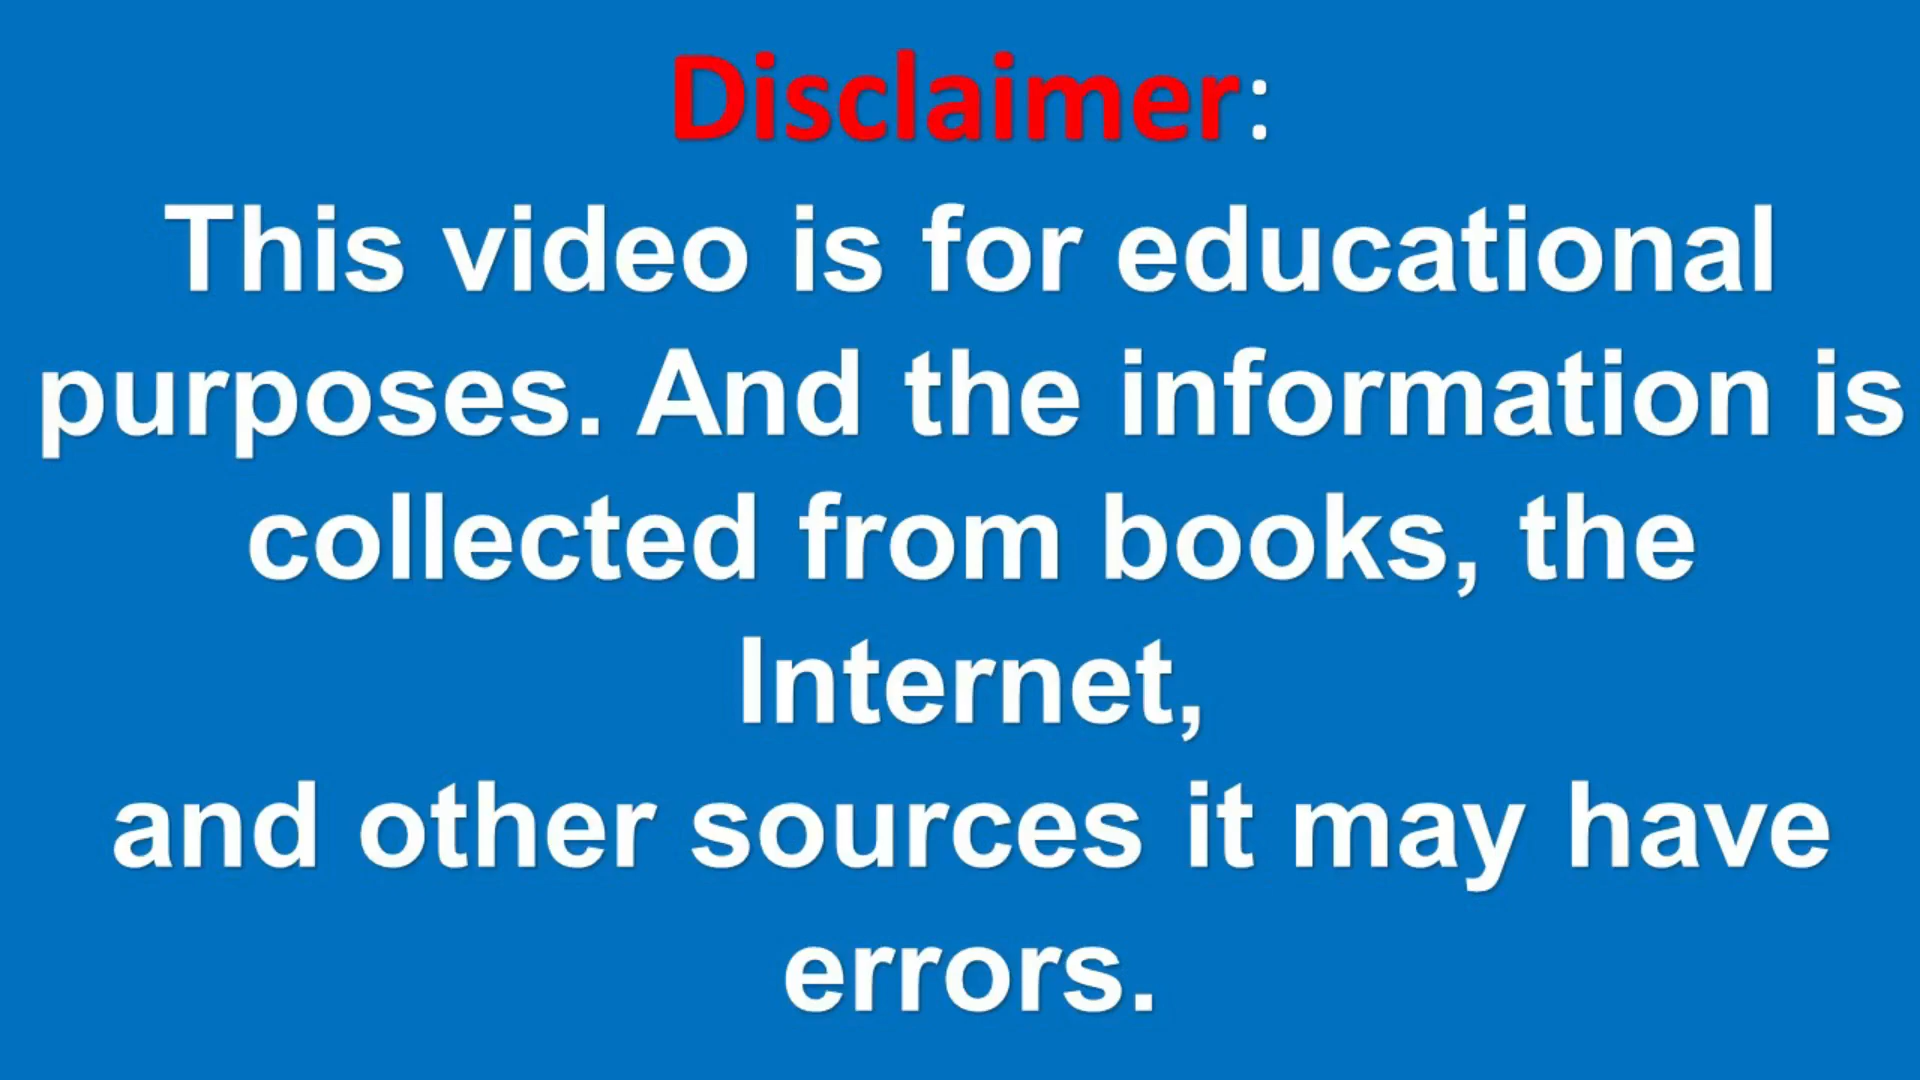 Disclaimer:
This video is for educational
purposes. And the information is
collected from books, the
Internet,
and other sources it may have
errors.